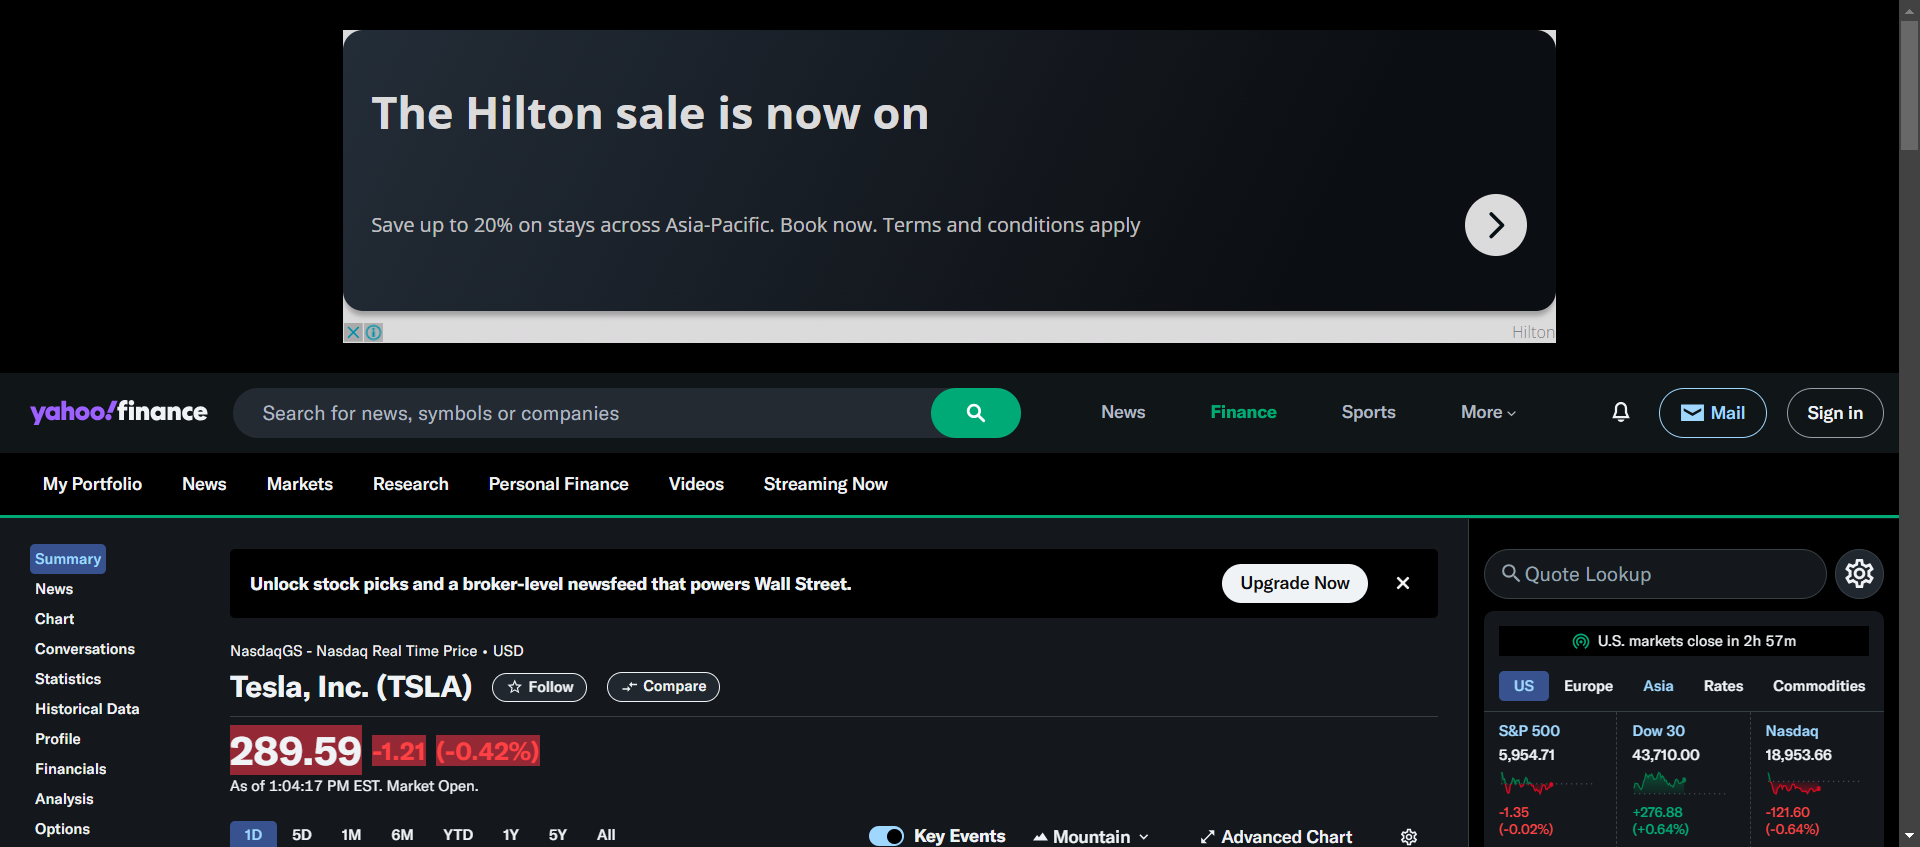 The Hilton sale is now on
Save up to 20% on stays across Asia-Pacific. Book now. Terms and conditions apply
Hilton
yahoo!finance
Search for news, symbols or companies
News
Finance
Sports
More
Mail
Sign in
My Portfolio
News
Markets
Research
Personal Finance
Videos
Streaming Now
Summary
News
Chart
Conversations
Statistics
Historical Data
Profile
Financials
Analysis
Options
Unlock stock picks and a broker-level newsfeed that powers Wall Street.
Upgrade Now
NasdaqGS - Nasdaq Real Time Price • USD
Tesla, Inc. (TSLA)
Follow
Compare
289.59 -1.21 (-0.42%)
As of 1:04:17 PM EST. Market Open.
1D 5D 1M 6M YTD 1Y 5Y All
Key Events
Mountain
Advanced Chart
Quote Lookup
U.S. markets close in 2h 57m
US Europe Asia Rates Commodities
S&P 500
5,954.71
-1.35
(-0.02%)
Dow 30
43,710.00
+276.88
(+0.64%)
Nasdaq
18,953.66
-121.60
(-0.64%)